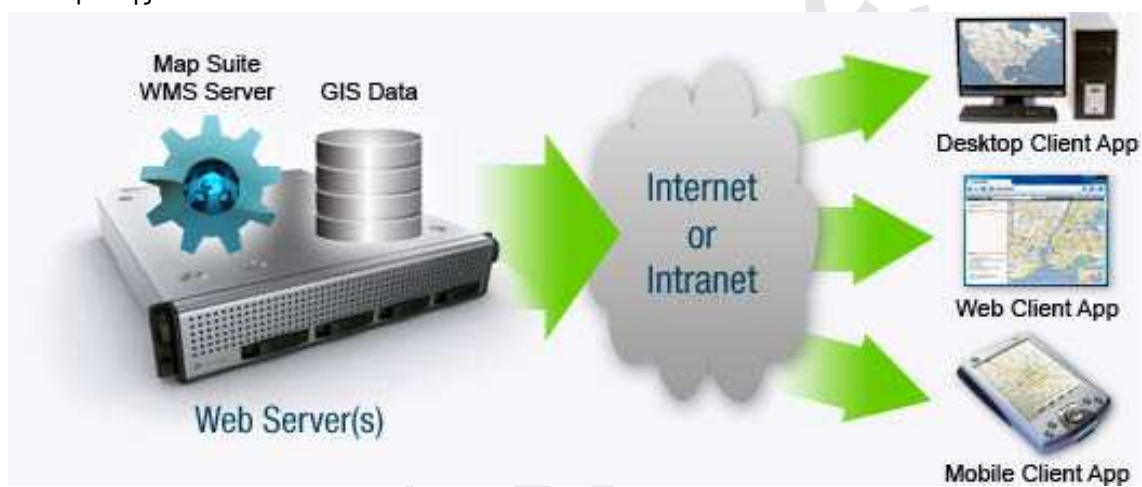 Map Suite
WMS Server
GIS Data
Internet
or
Intranet
Web Server(s)
Desktop Client App
Web Client App
Mobile Client App